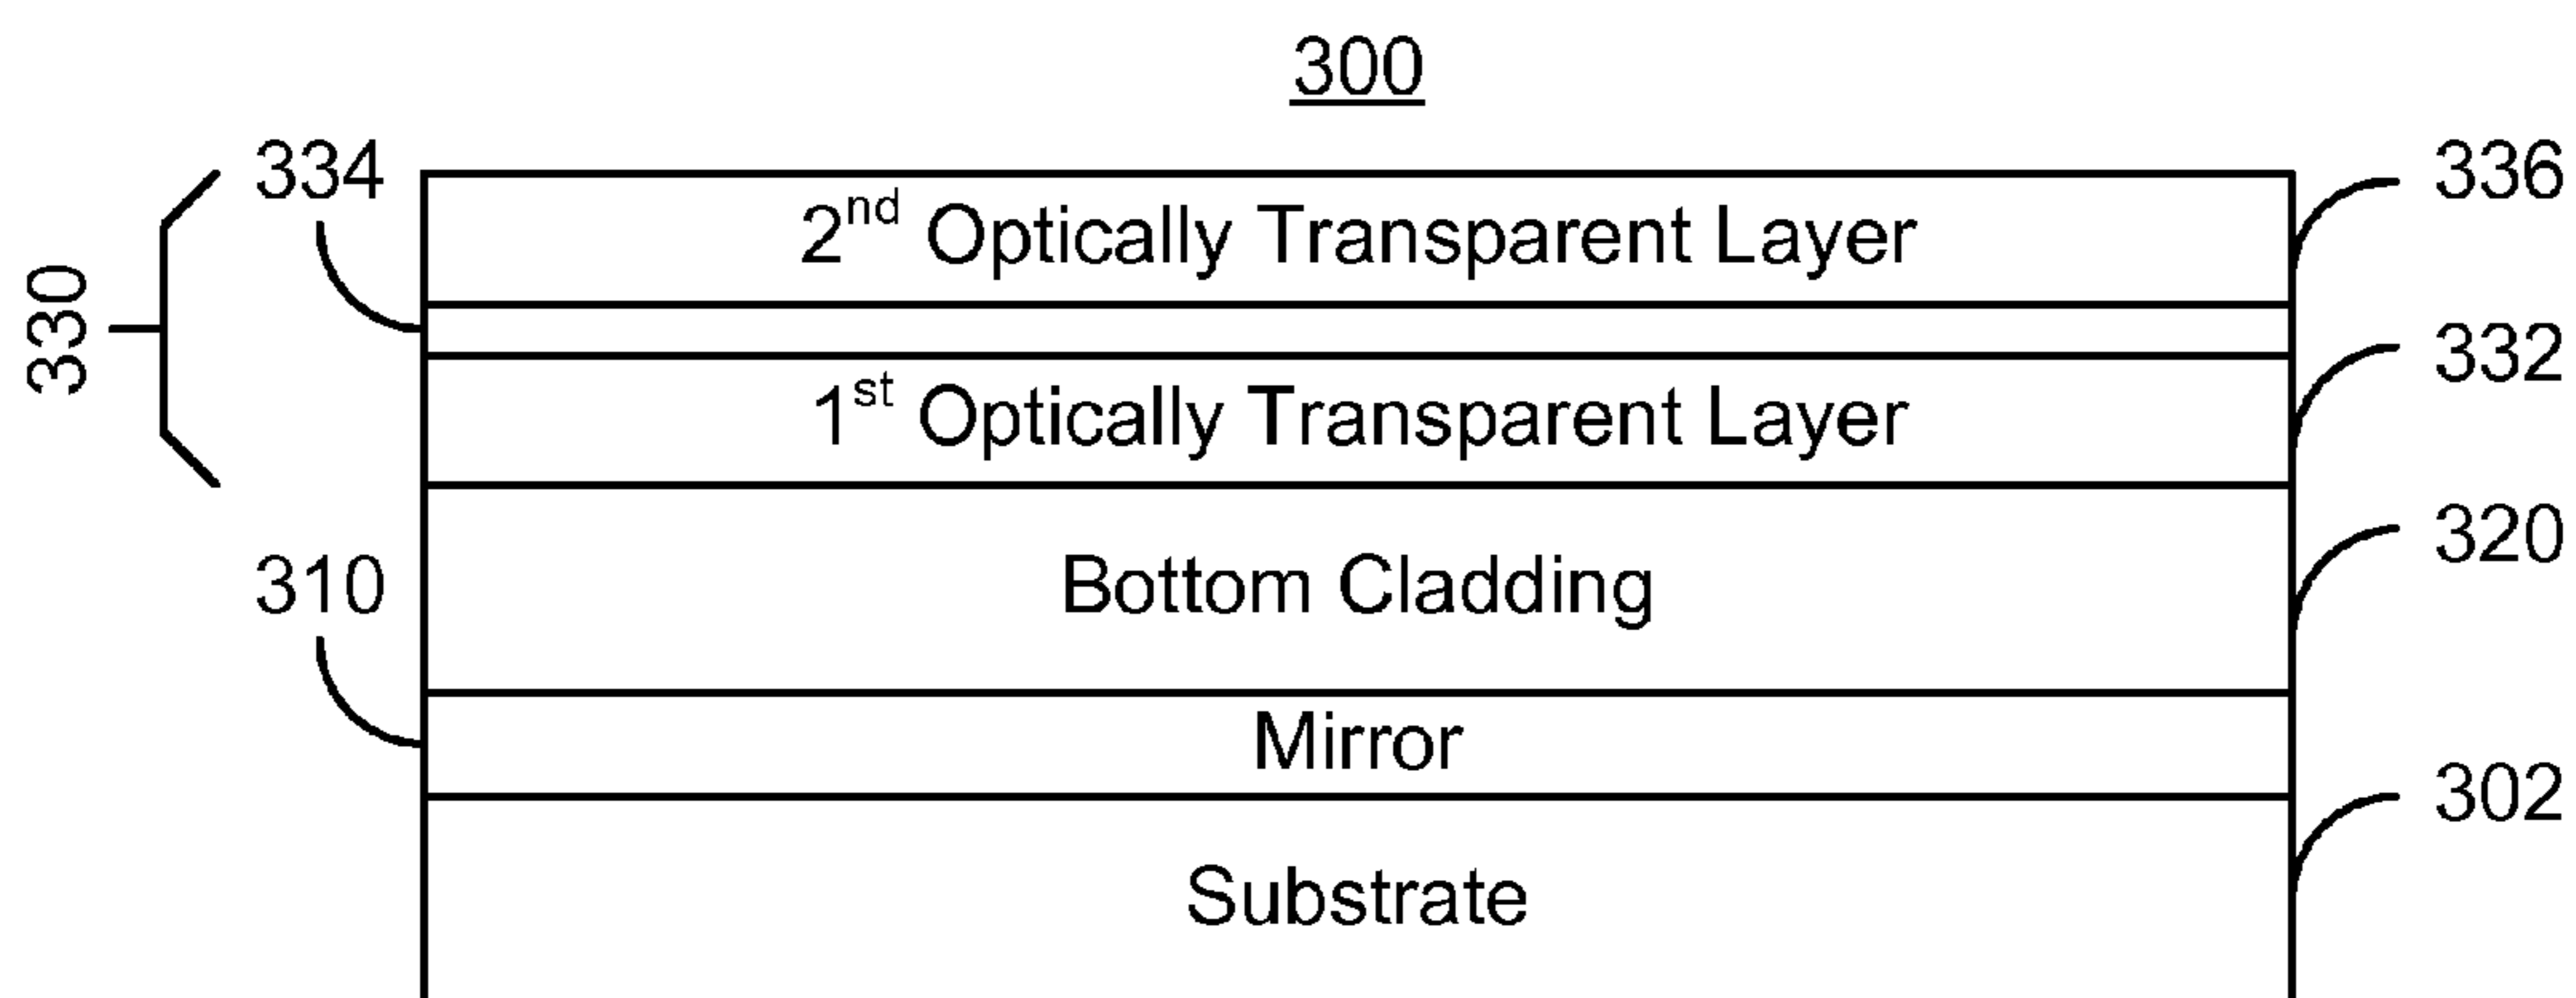 300
334
336
2nd Optically Transparent Layer
330
332
1st Optically Transparent Layer
320
310
Bottom Cladding
Mirror
302
Substrate